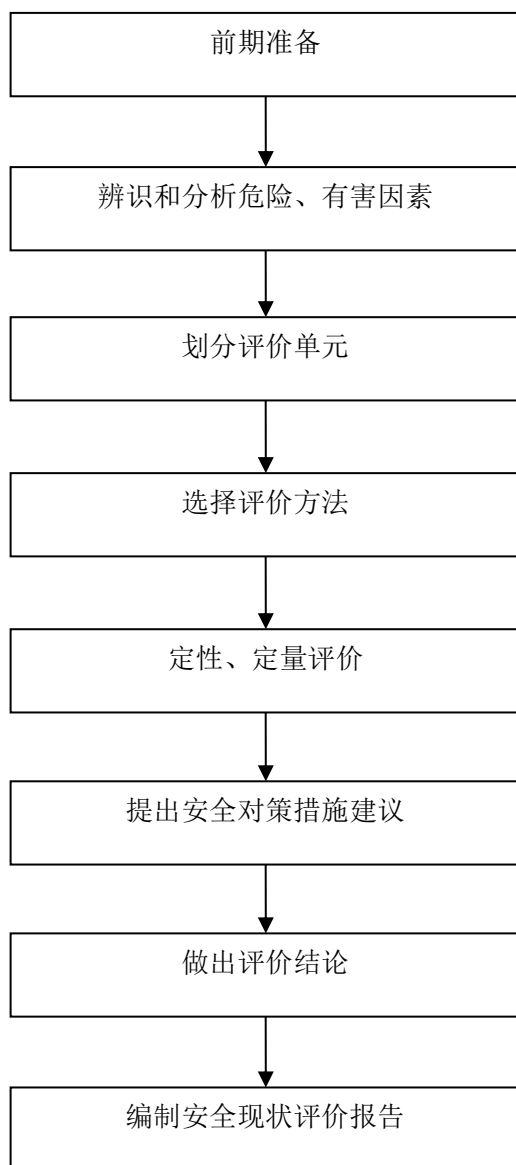 前期准备
辨识和分析危险、有害因素
划分评价单元
选择评价方法
定性、定量评价
提出安全对策措施建议
做出评价结论
编制安全现状评价报告